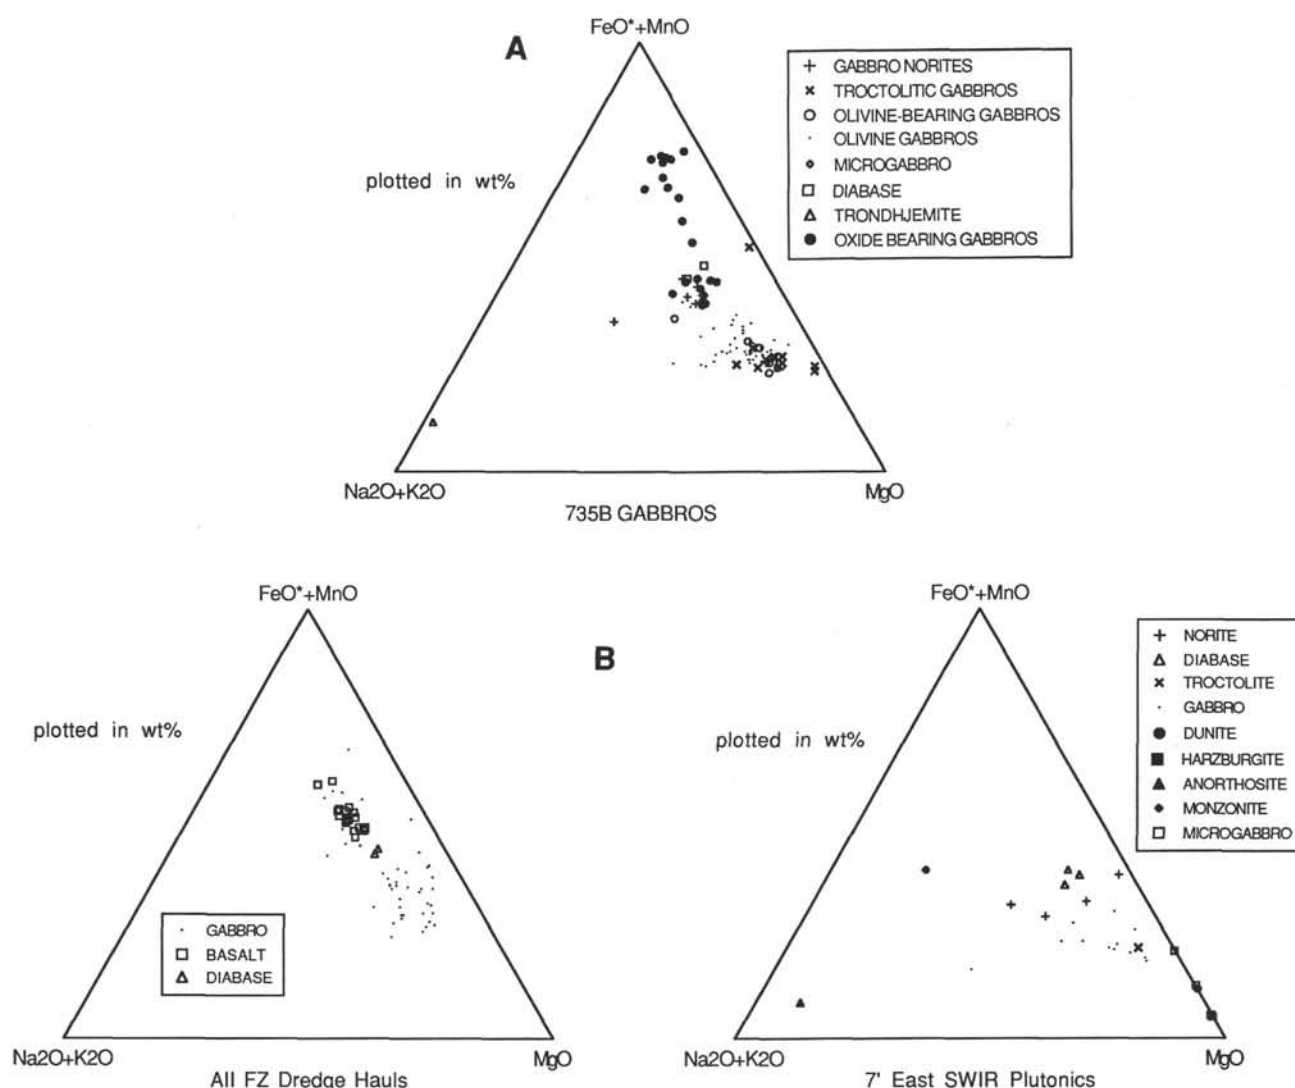 A
FeO*+MnO
GABBRO NORITES
TROCTOLITIC GABBROS
OLIVINE-BEARING GABBROS
OLIVINE GABBROS
MICROGABBRO
DIABASE
TRONDHJEMITE
OXIDE BEARING GABBROS
plotted in wt%
Na2O+K2O
MgO
735B GABBROS
B
FeO*+MnO
plotted in wt%
GABBRO
BASALT
DIABASE
Na2O+K2O
MgO
All FZ Dredge Hauls
FeO*+MnO
NORITE
DIABASE
TROCTOLITE
GABBRO
DUNITE
HARZBURGITE
ANORTHOSITE
MONZONITE
MICROGABBRO
plotted in wt%
Na2O+K2O
MgO
7' East SWIR Plutonics